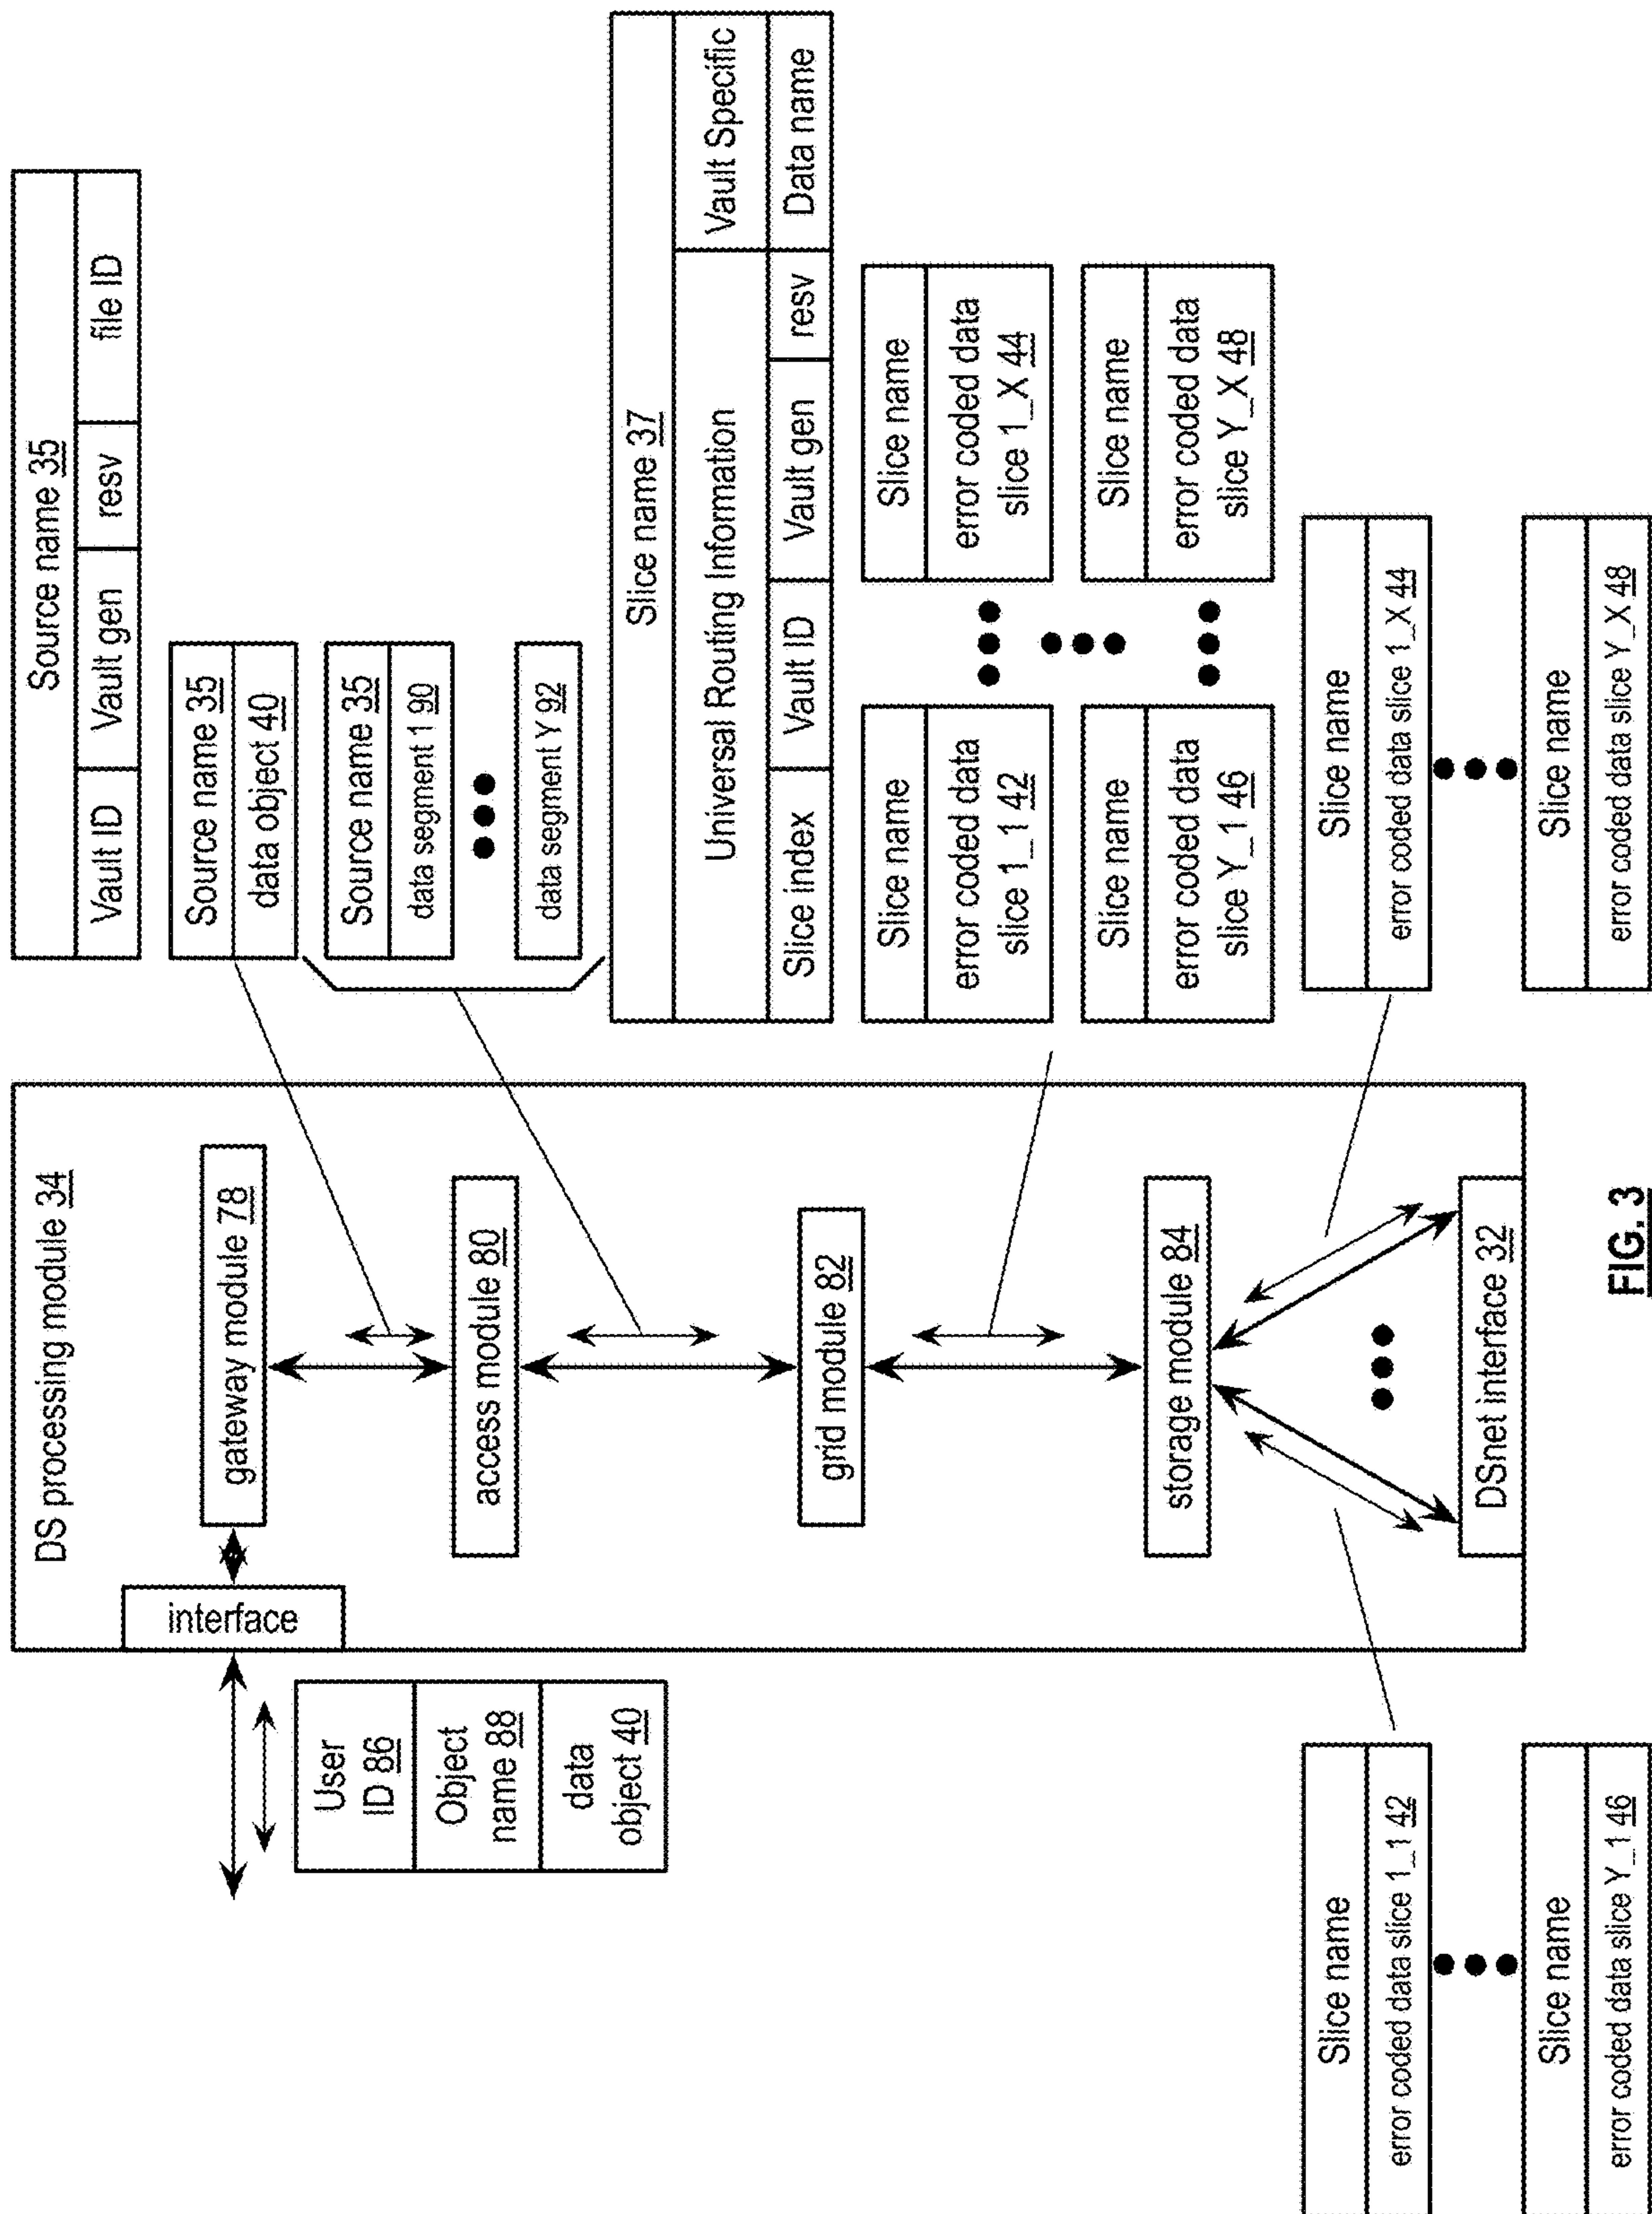 DS processing module 34
interface
gateway module 78
access module 80
grid module 82
storage module 84
DSnet interface 32
User
ID 86
Object
name 88
data
object 40
Source name 35
Vault ID Vault gen resv file ID
Source name 35
data object 40
Source name 35
data segment 1 90
data segment Y 92
Slice name 37
Universal Routing Information Vault Specific
Slice index Vault ID Vault gen resv Data name
Slice name
error coded data
slice 1_1 42
Slice name
error coded data
slice 1_X 44
Slice name
error coded data
slice Y_1 46
Slice name
error coded data
slice Y_X 48
Slice name
error coded data slice 1_1 42
Slice name
error coded data slice Y_1 46
Slice name
error coded data slice 1_X 44
Slice name
error coded data slice Y_X 48
FIG. 3